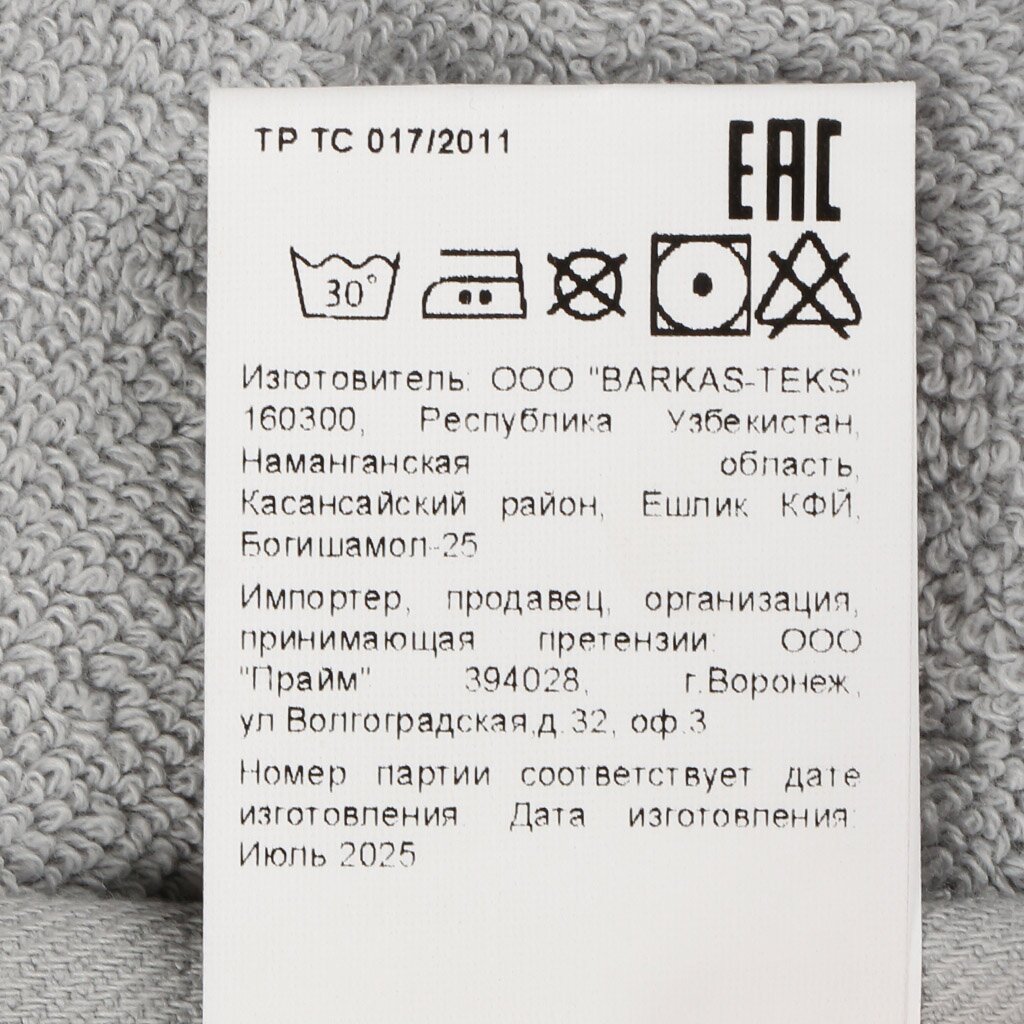 ТР ТС 017/2011
EAC
30°
Изготовитель: ООО "BARKAS-TEKS"
160300, Республика Узбекистан,
Наманганская область,
Касансайский район, Ешлик КФЙ,
Богишамол-25
Импортер, продавец, организация,
принимающая претензии: ООО
"Прайм" 394028, г.Воронеж,
ул Волгоградская,д.32, оф.3
Номер партии соответствует дате
изготовления Дата изготовления:
Июль 2025